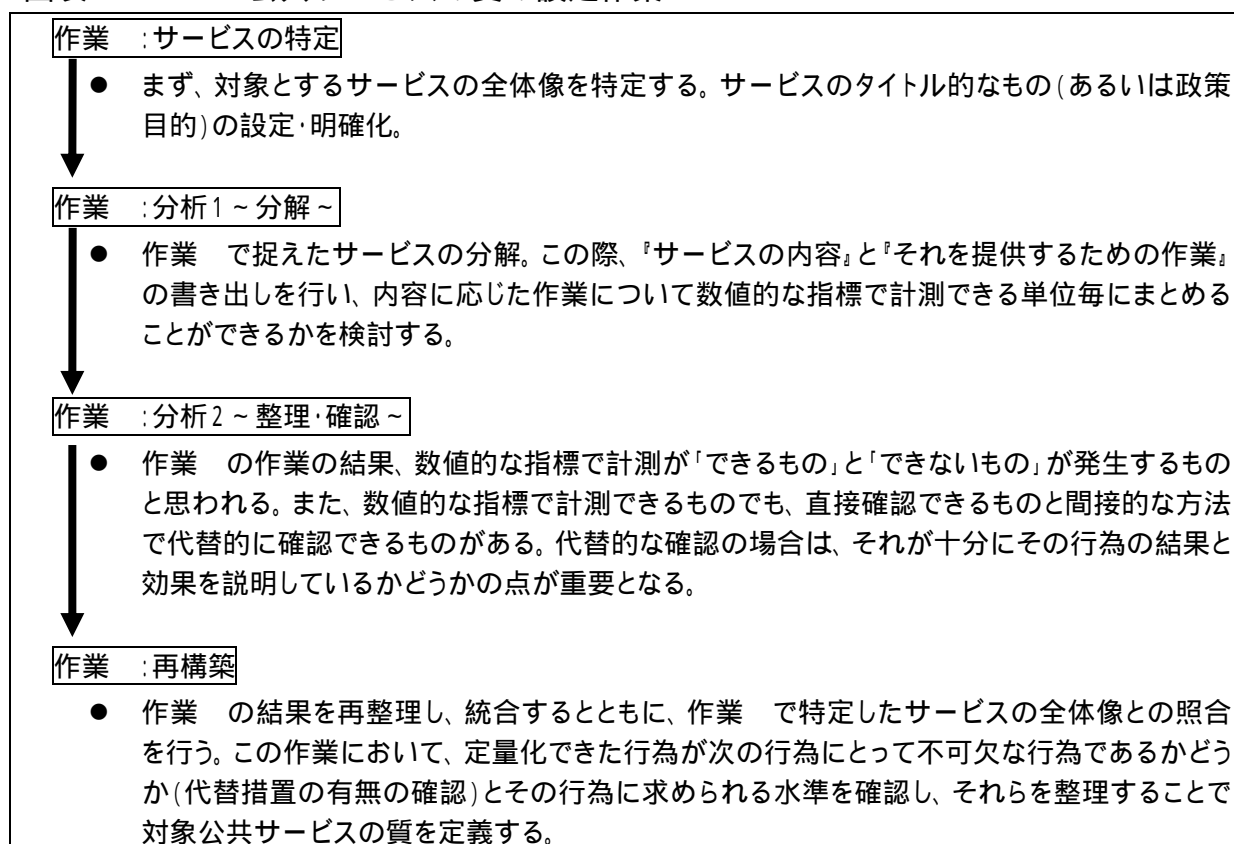 作業　:サービスの特定
● まず、対象とするサービスの全体像を特定する。サービスのタイトル的なもの(あるいは政策
目的)の設定・明確化。
作業　:分析1~分解~
● 作業　で捉えたサービスの分解。この際、『サービスの内容』と『それを提供するための作業』
の書き出しを行い、内容に応じた作業について数値的な指標で計測できる単位毎にまとめる
ことができるかを検討する。
作業　:分析2~整理・確認~
● 作業　の作業の結果、数値的な指標で計測が「できるもの」と「できないもの」が発生するもの
と思われる。また、数値的な指標で計測できるものでも、直接確認できるものと間接的な方法
で代替的に確認できるものがある。代替的な確認の場合は、それが十分にその行為の結果と
効果を説明しているかどうかの点が重要となる。
作業　:再構築
● 作業　の結果を再整理し、統合するとともに、作業　で特定したサービスの全体像との照合
を行う。この作業において、定量化できた行為が次の行為にとって不可欠な行為であるかどう
か(代替措置の有無の確認)とその行為に求められる水準を確認し、それらを整理することで
対象公共サービスの質を定義する。